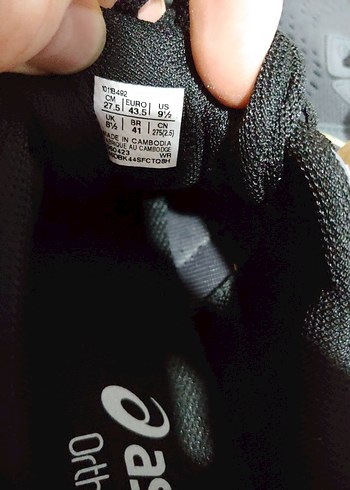 1011B492
CM EURO US
27.5 43.5 9½
UK BR CN
8½ 41 275(2.5)
MADE IN CAMBODIA
FABRIQUE AU CAMBODGE
WR
as
Orth